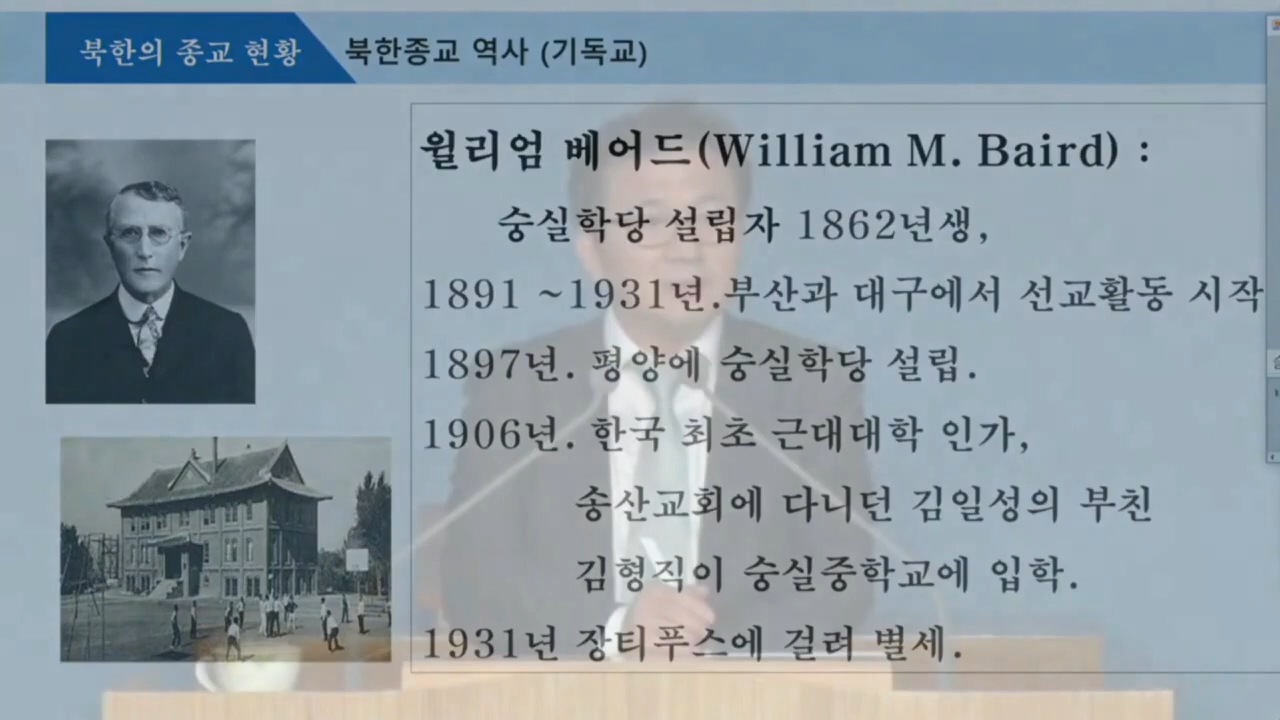 북한의 종교 현황
북한종교 역사 (기독교)
윌리엄 베어드(William M. Baird) :
숭실학당 설립자 1862년생,
1891 ~1931년.부산과 대구에서 선교활동 시작
1897년. 평양에 숭실학당 설립.
1906년. 한국 최초 근대대학 인가,
송산교회에 다니던 김일성의 부친
김형직이 숭실중학교에 입학.
1931년 장티푸스에 걸려 별세.